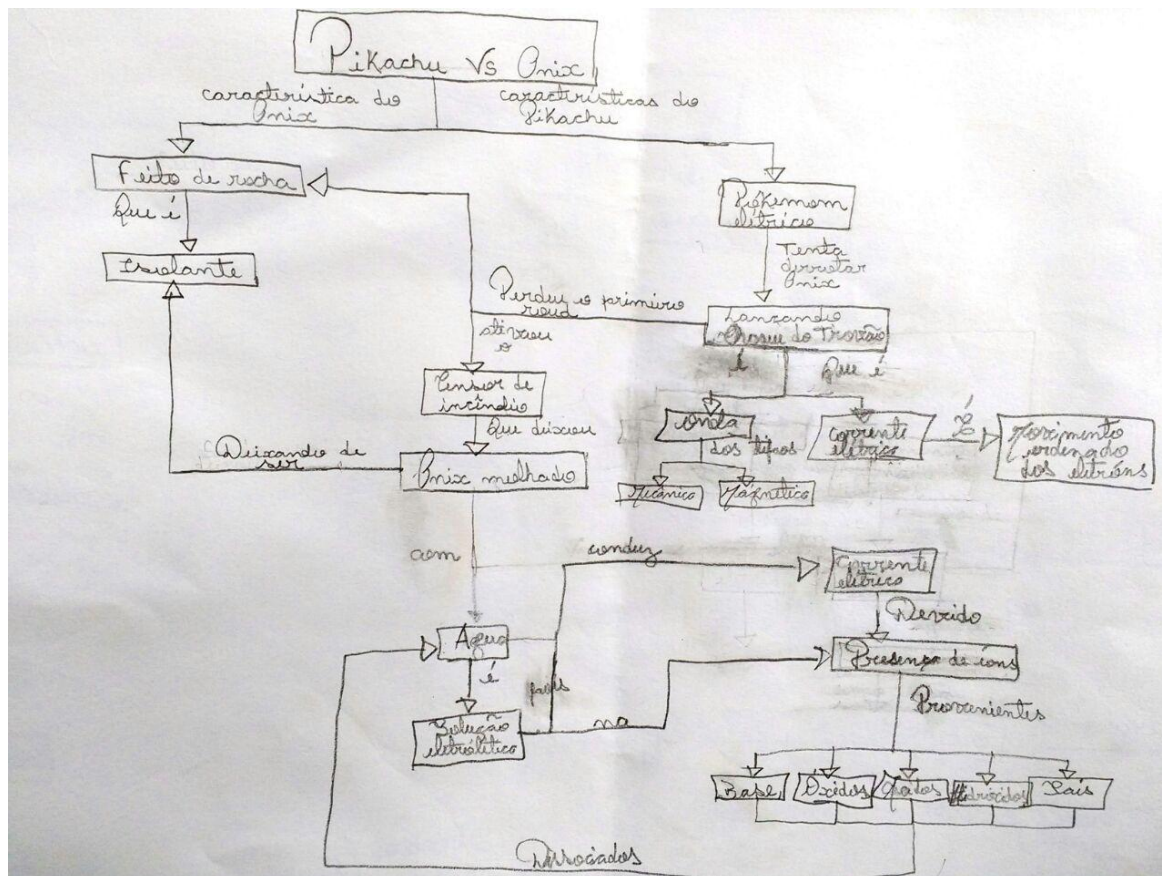 Pikachu Vs Onix
característica do
Onix
características do
Pikachu
Feito de rocha
Que é
Isolante
Pokémom
elétrico
Tenta
derrotar
Onix
Lanzando
Choque do Trovão
Perdeu o primeiro
round
ativou
o
Sensor de
incêndio
Que deixou
Onix molhado
Deixando de
ser
é
Que é
Onda
dos tipos
Mecânica
Magnética
Corrente
elétrica
É
Movimento
ordenado
dos elétrons
com
conduz
Corrente
elétrica
Devido
Presença de íons
Água
é
pois
Solução
eletrolítica
na
Provenientes
Base
Óxidos
Ácidos
Hidróxidos
Sais
Dissociados